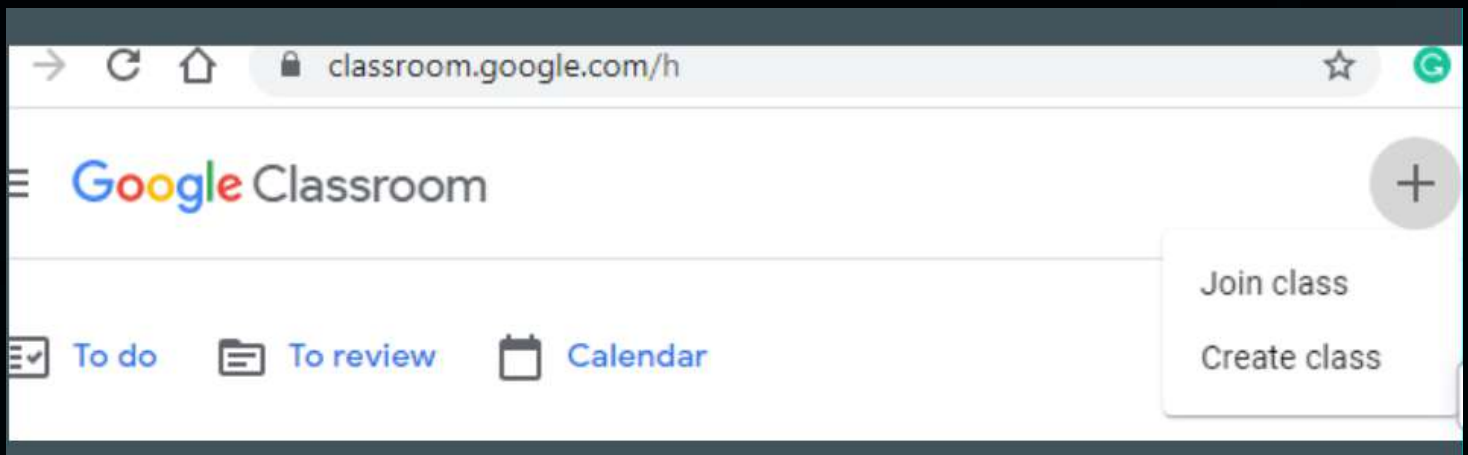 classroom.google.com/h
Google Classroom
Join class
To do To review Calendar
Create class